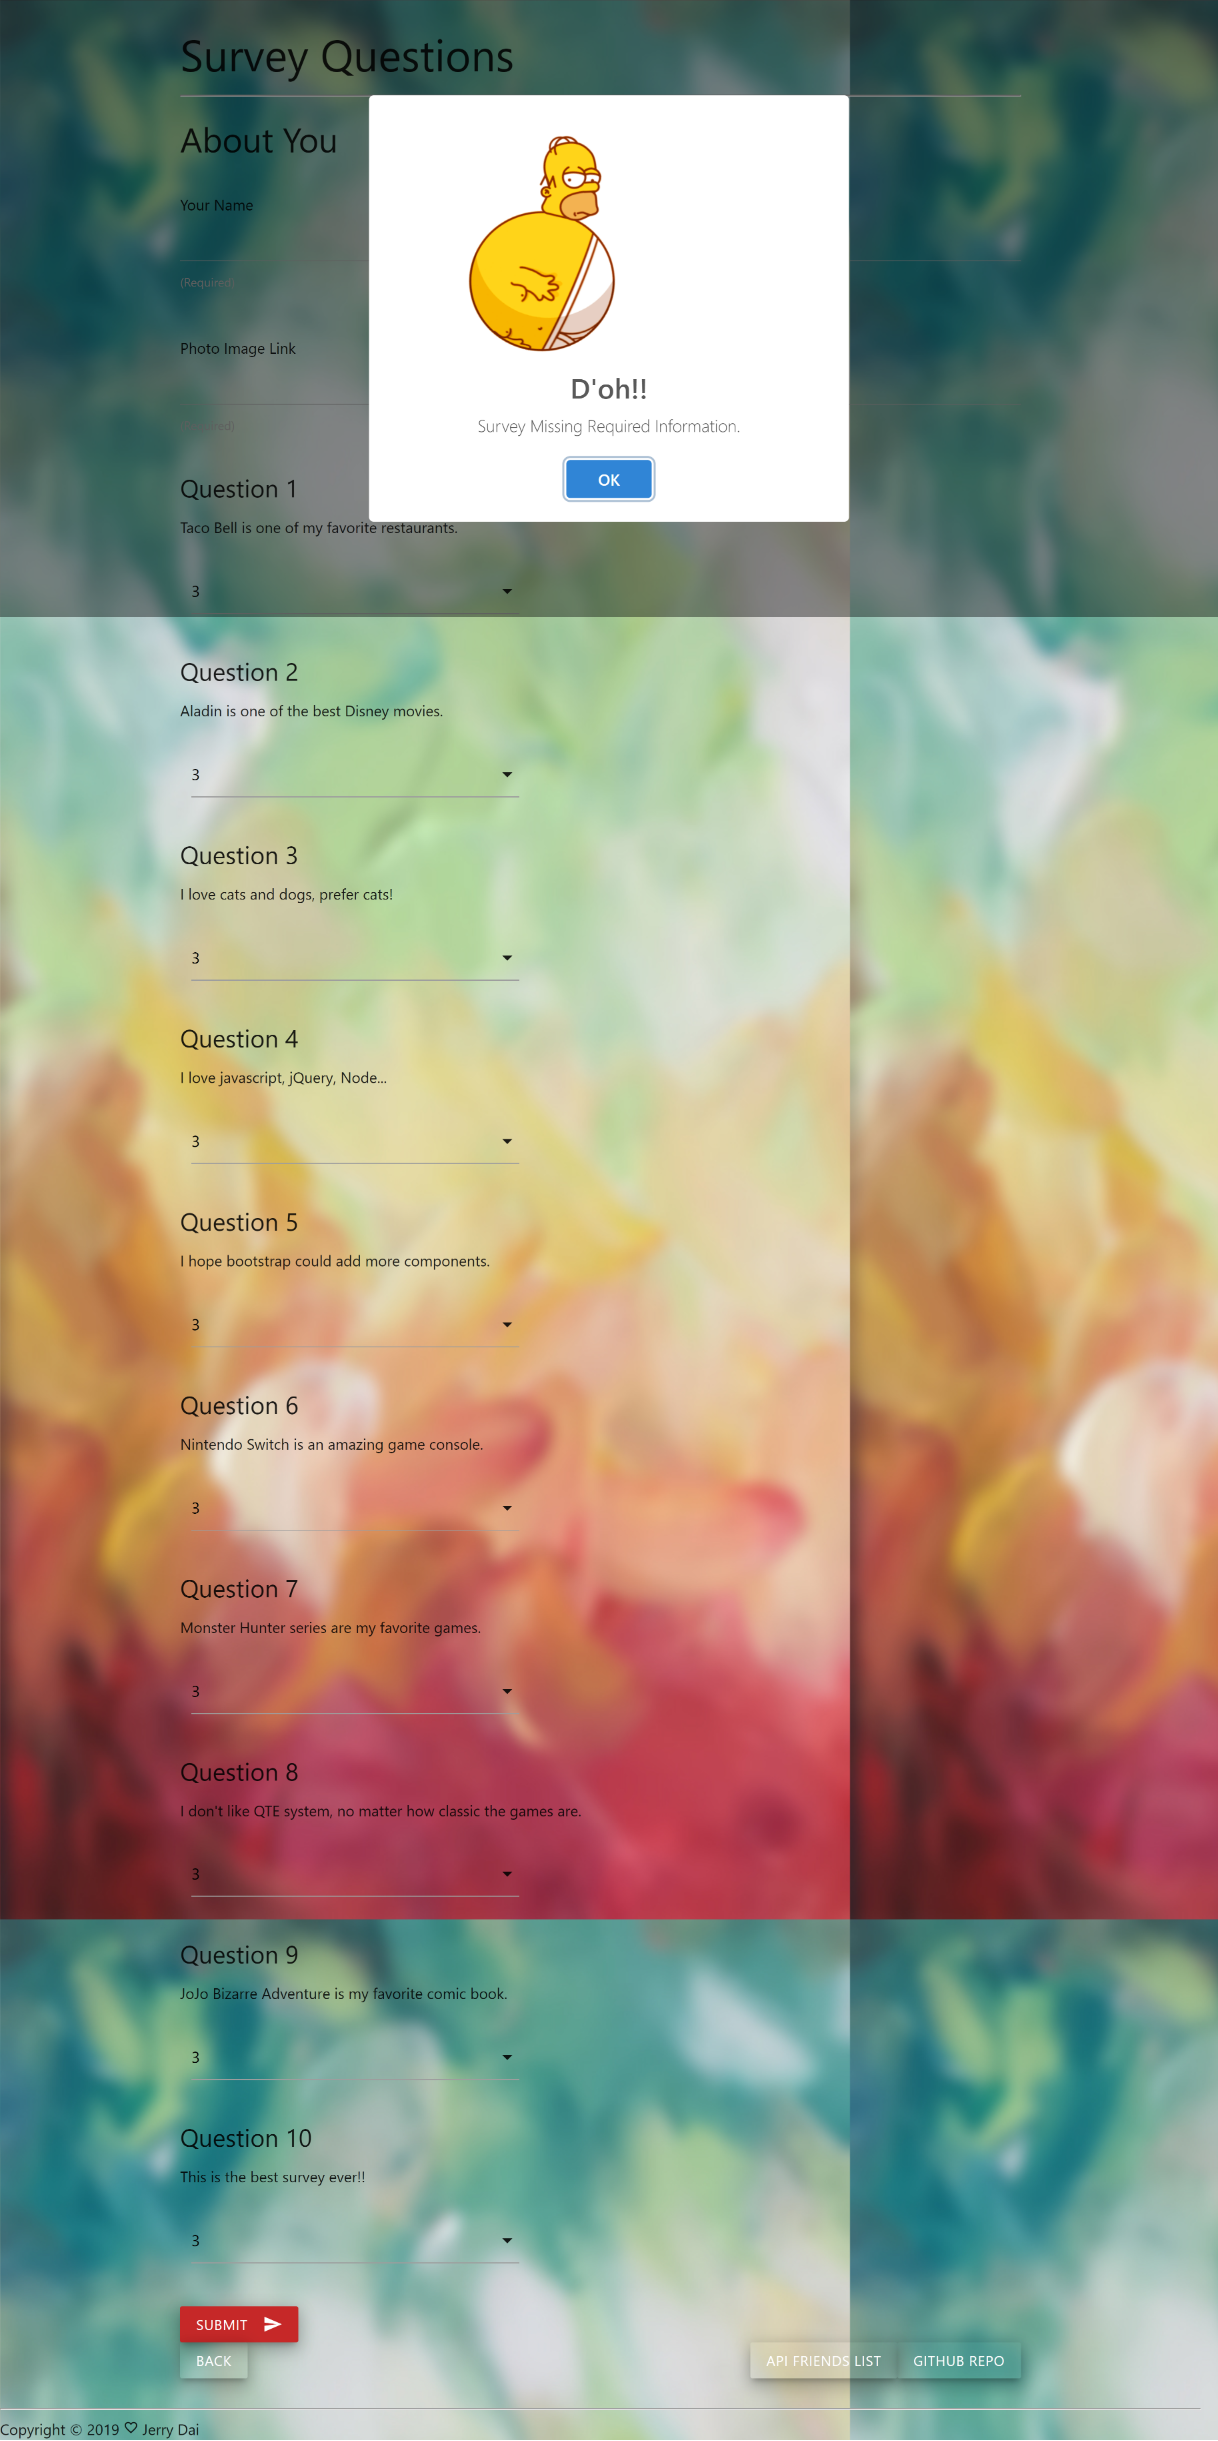 Survey Questions
About You
Your Name
(Required)
Photo Image Link
D'oh!!
Survey Missing Required Information.
OK
Question 1
Taco Bell is one of my favorite restaurants.
3
Question 2
Aladin is one of the best Disney movies.
3
Question 3
I love cats and dogs, prefer cats!
3
Question 4
I love javascript, jQuery, Node...
3
Question 5
I hope bootstrap could add more components.
3
Question 6
Nintendo Switch is an amazing game console.
3
Question 7
Monster Hunter series are my favorite games.
3
Question 8
I don't like QTE system, no matter how classic the games are.
3
Question 9
JoJo Bizarre Adventure is my favorite comic book.
3
Question 10
This is the best survey ever!!
3
SUBMIT
BACK API FRIENDS LIST GITHUB REPO
Copyright © 2019 ♡ Jerry Dai